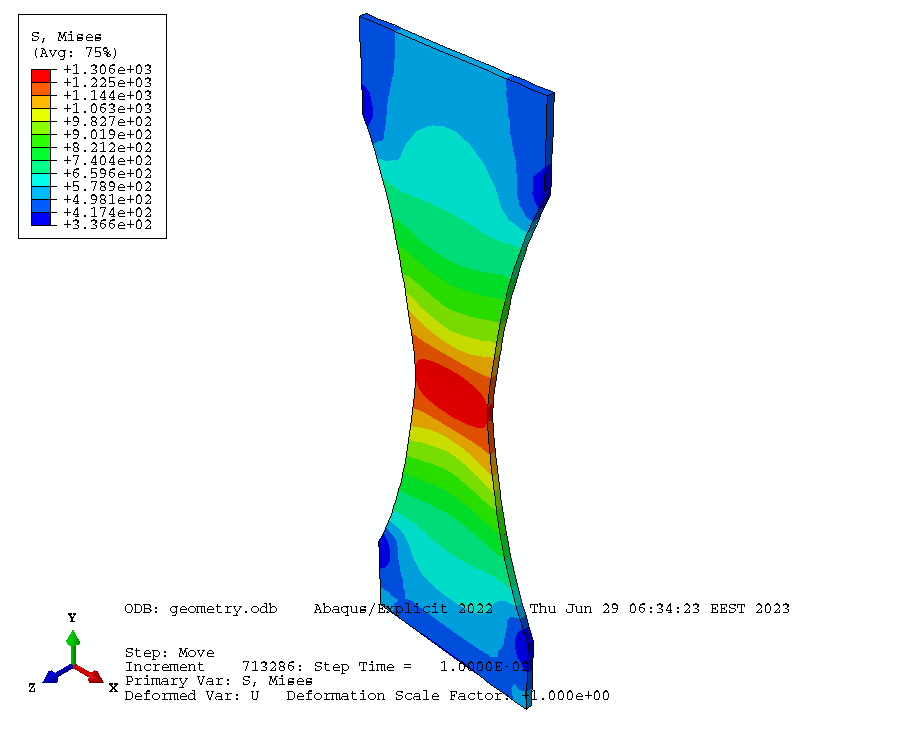 S, Mises
(Avg: 75%)
+1.306e+03
+1.225e+03
+1.144e+03
+1.063e+03
+9.827e+02
+9.019e+02
+8.212e+02
+7.404e+02
+6.596e+02
+5.789e+02
+4.981e+02
+4.174e+02
+3.366e+02
ODB: geometry.odb Abaqus/Explicit 2022 Thu Jun 29 06:34:23 EEST 2023
Y
Z
X
Step: Move
Increment 713286: Step Time = 1.0000E-02
Primary Var: S, Mises
Deformed Var: U Deformation Scale Factor: +1.000e+00